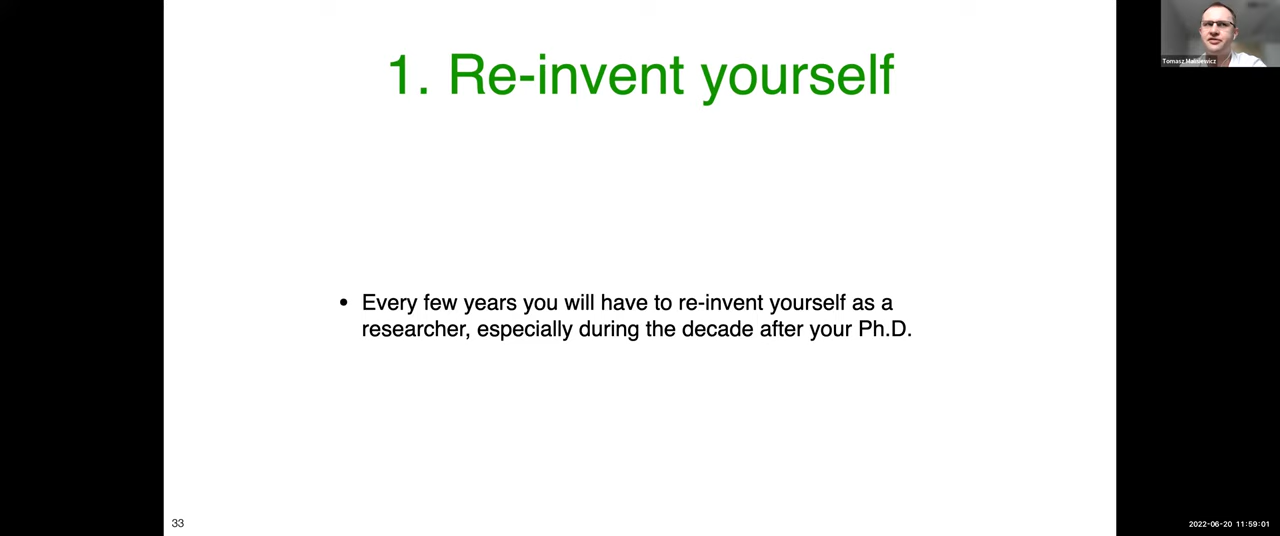 1. Re-invent yourself
Tomasz Malisiewicz
• Every few years you will have to re-invent yourself as a
researcher, especially during the decade after your Ph.D.
33
2022-06-20 11:59:01